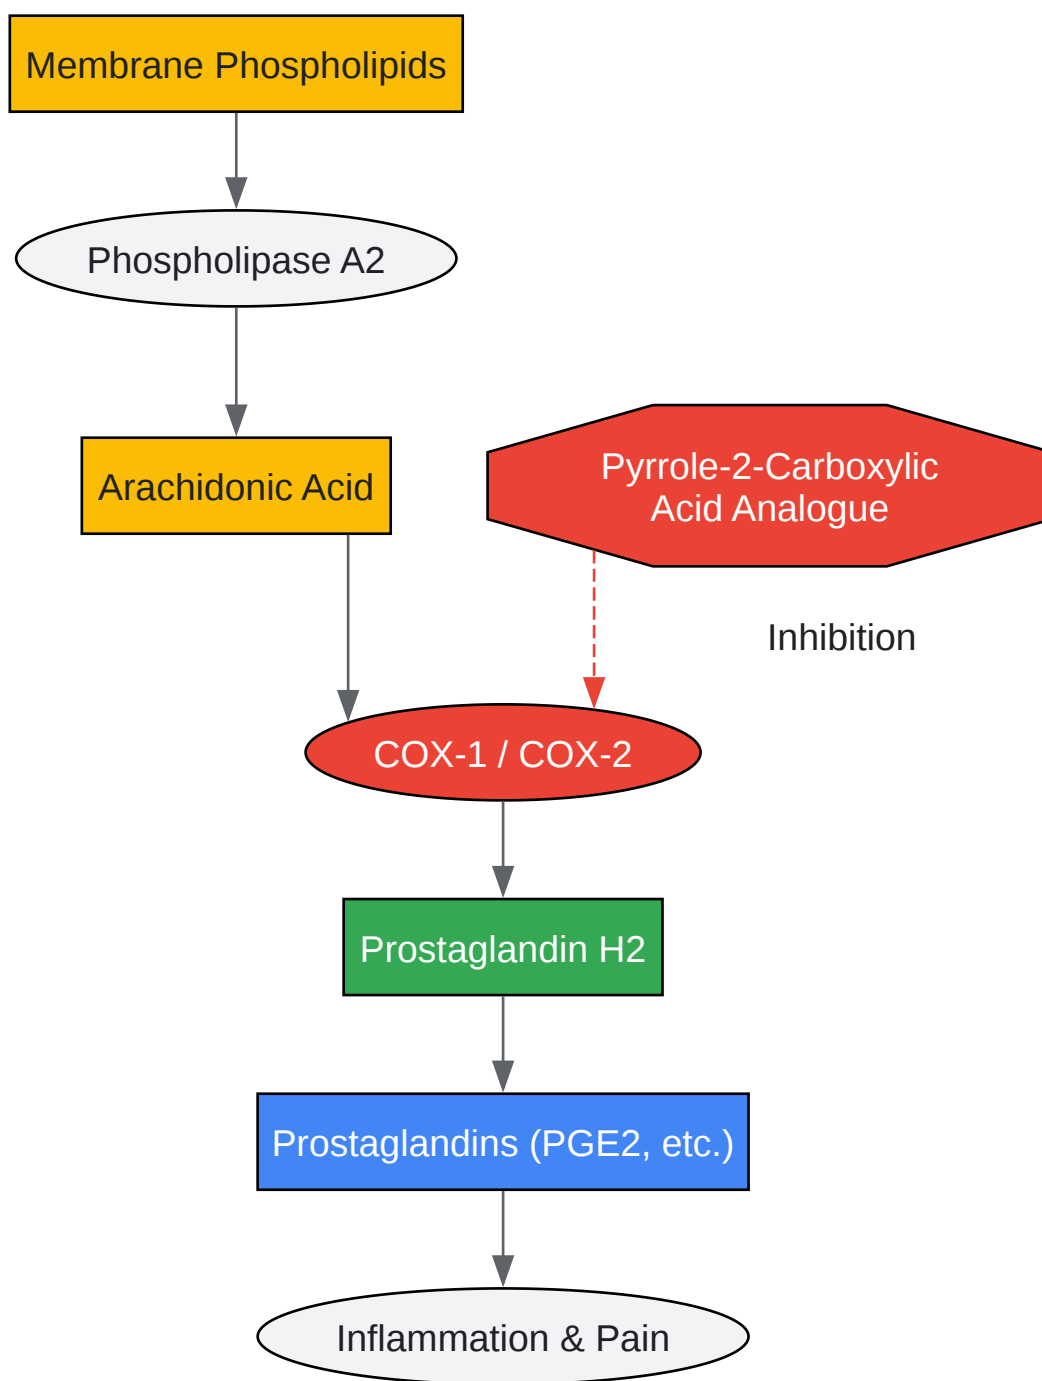 Membrane Phospholipids
Phospholipase A2
Arachidonic Acid
Pyrrole-2-Carboxylic
Acid Analogue
Inhibition
COX-1 / COX-2
Prostaglandin H2
Prostaglandins (PGE2, etc.)
Inflammation & Pain